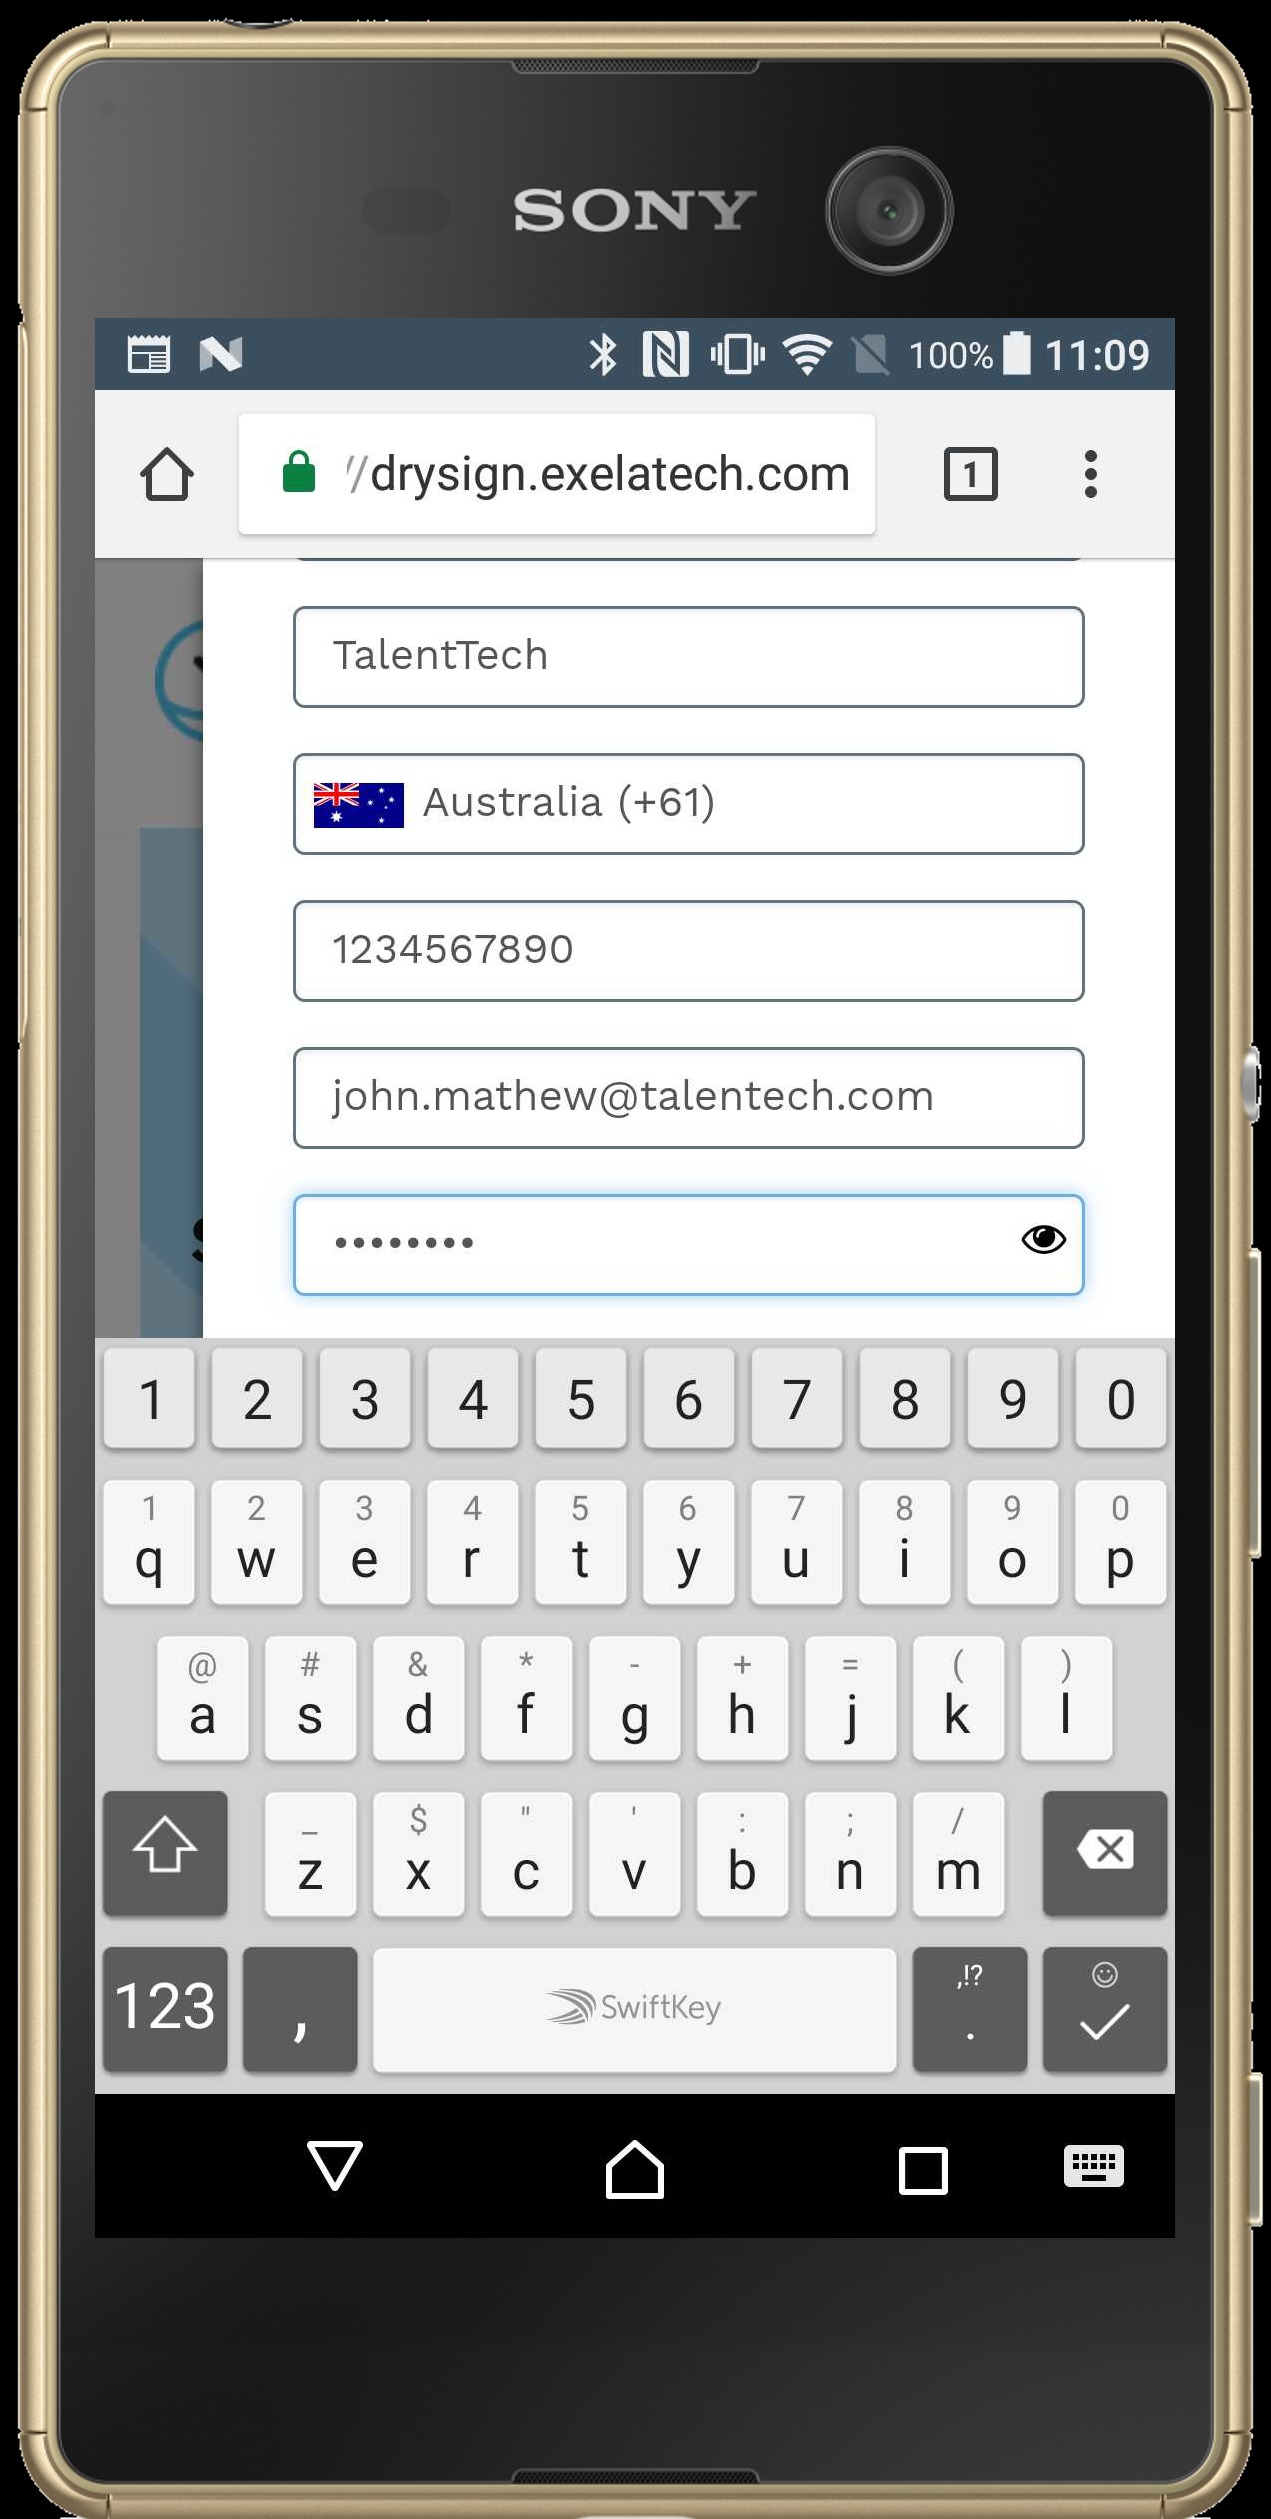 SONY
100% 11:09
//drysign.exelatech.com
1
TalentTech
Australia (+61)
1234567890
john.mathew@talentech.com
••••••••
1 2 3 4 5 6 7 8 9 0
1 2 3 4 5 6 7 8 9 0
q w e r t y u i o p
@ # & * - + = ( )
a s d f g h j k l
_ $ " ' : ; /
z x c v b n m
,!?
123 , SwiftKey .